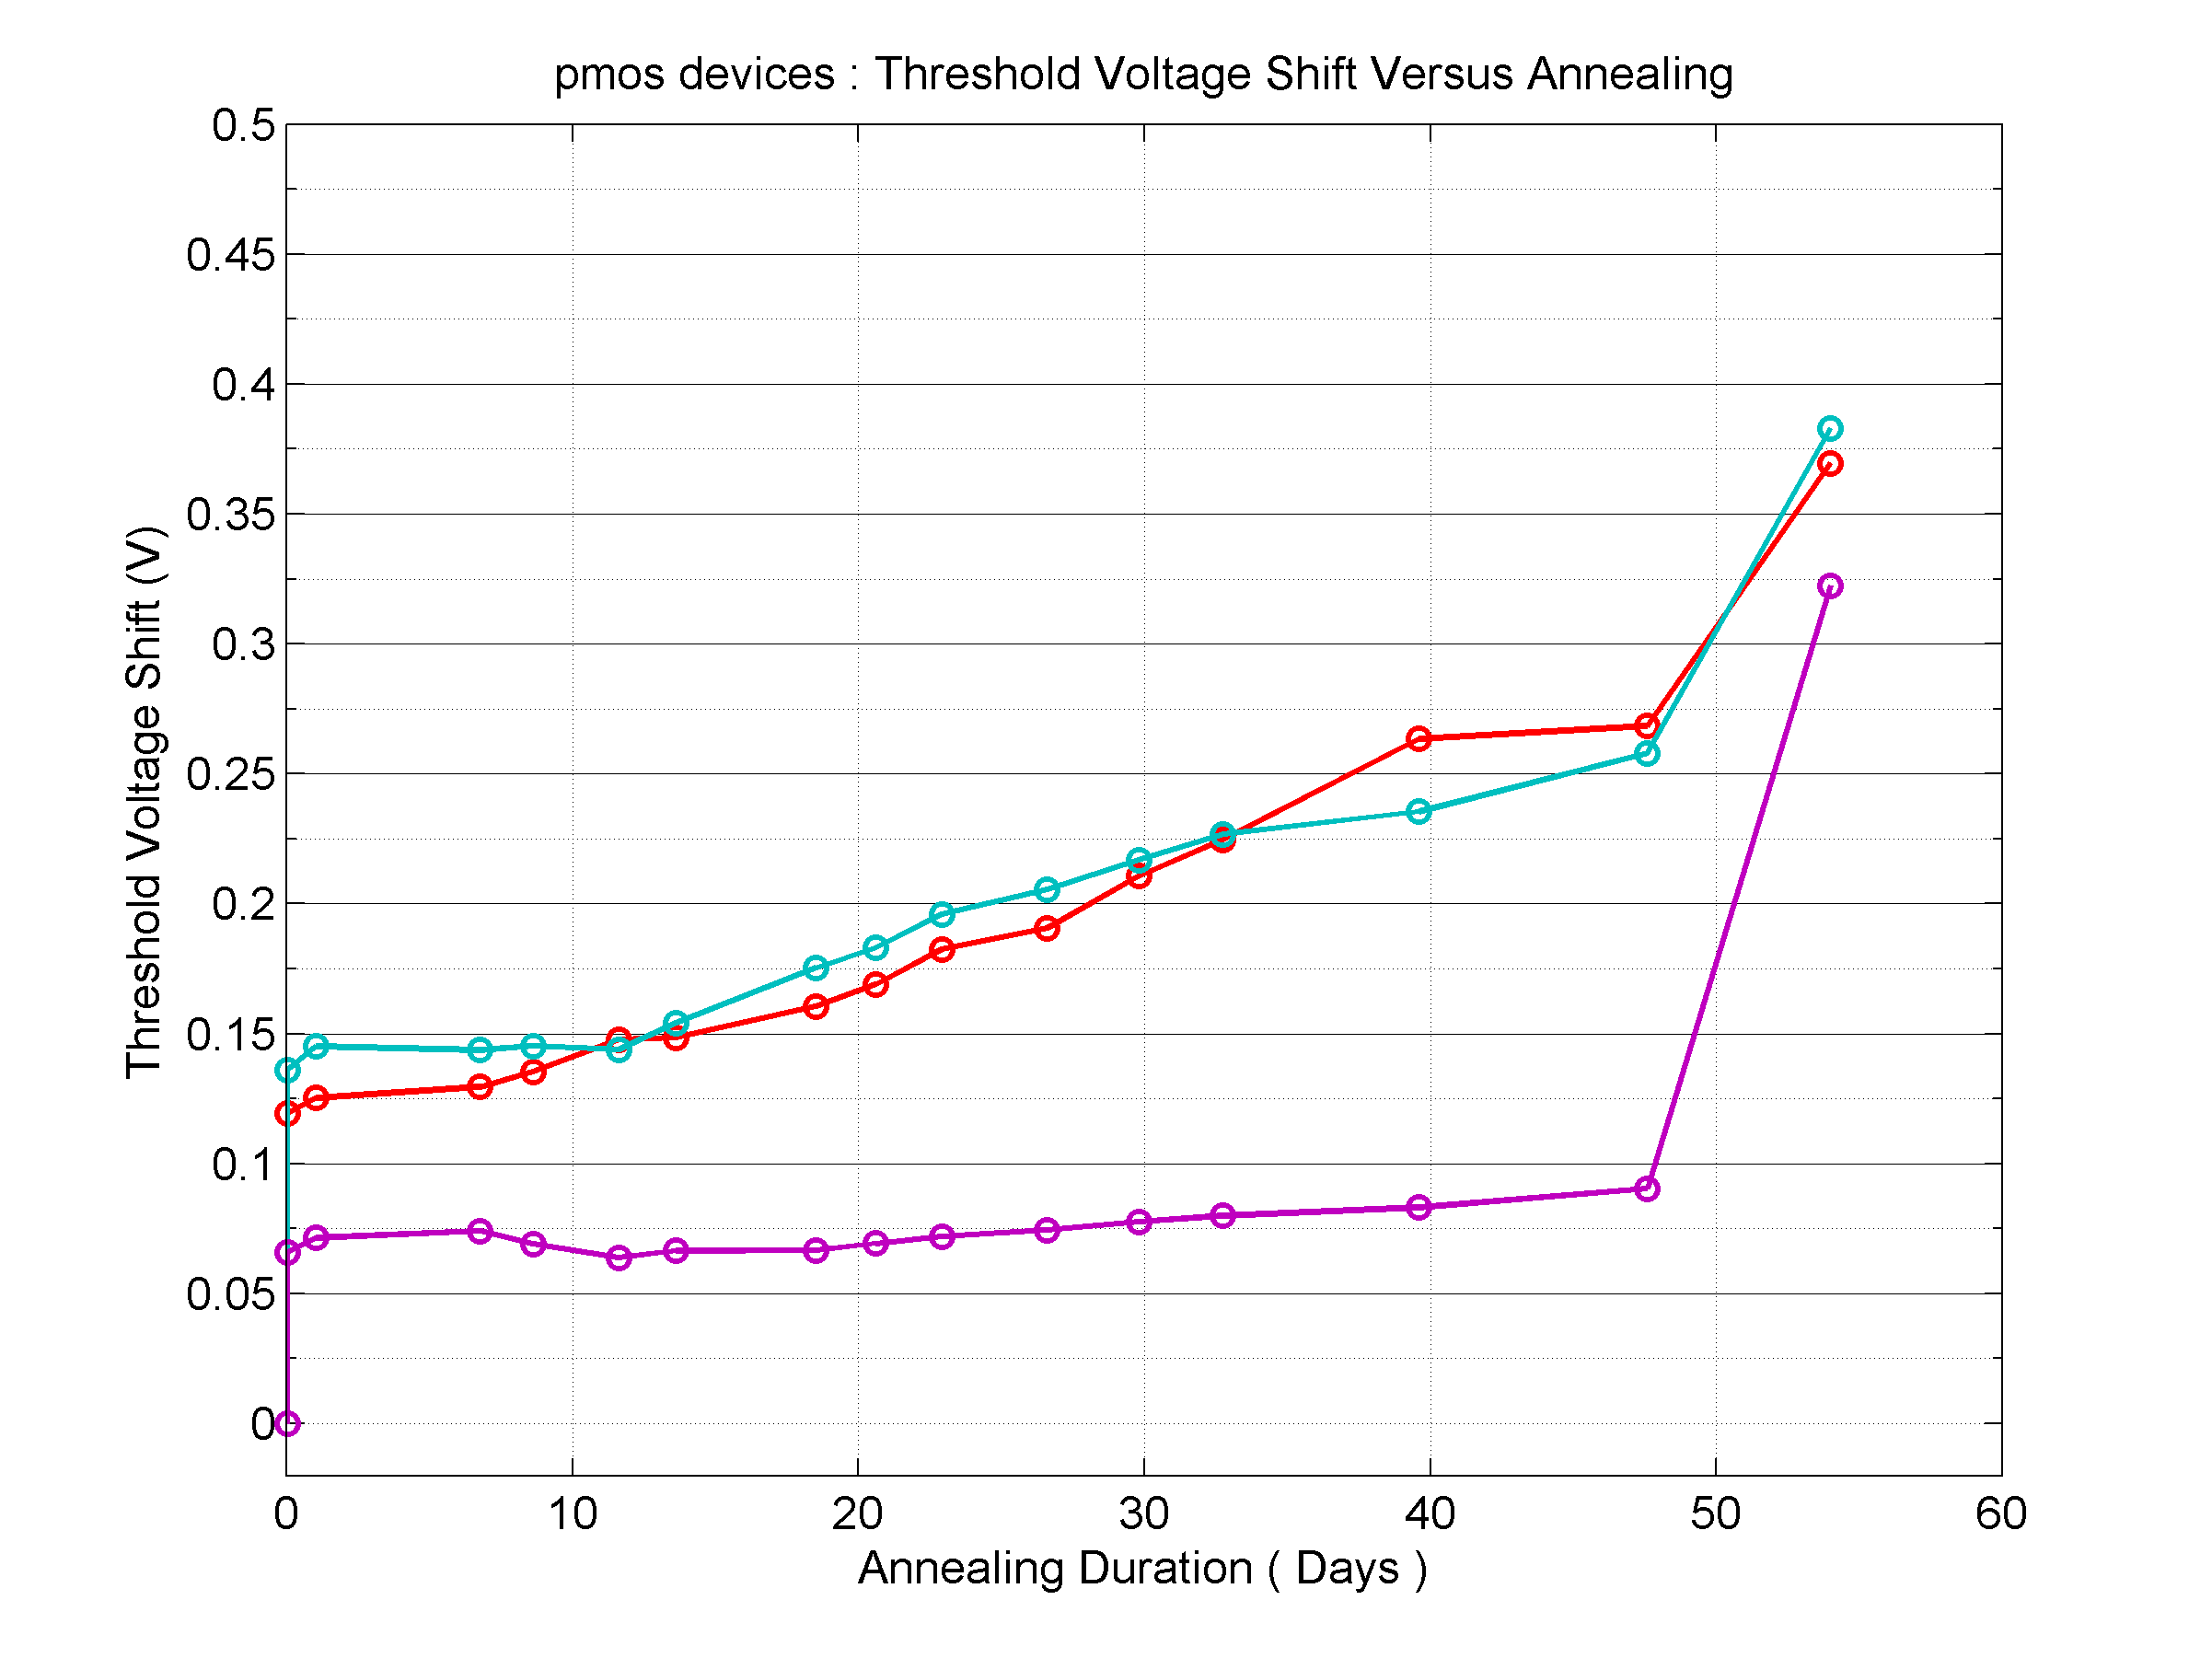 pmos devices : Threshold Voltage Shift Versus Annealing
0.5
0.45
0.4
0.35
0.3
0.25
0.2
0.15
0.1
0.05
0
Threshold Voltage Shift (V)
0 10 20 30 40 50 60
Annealing Duration ( Days )